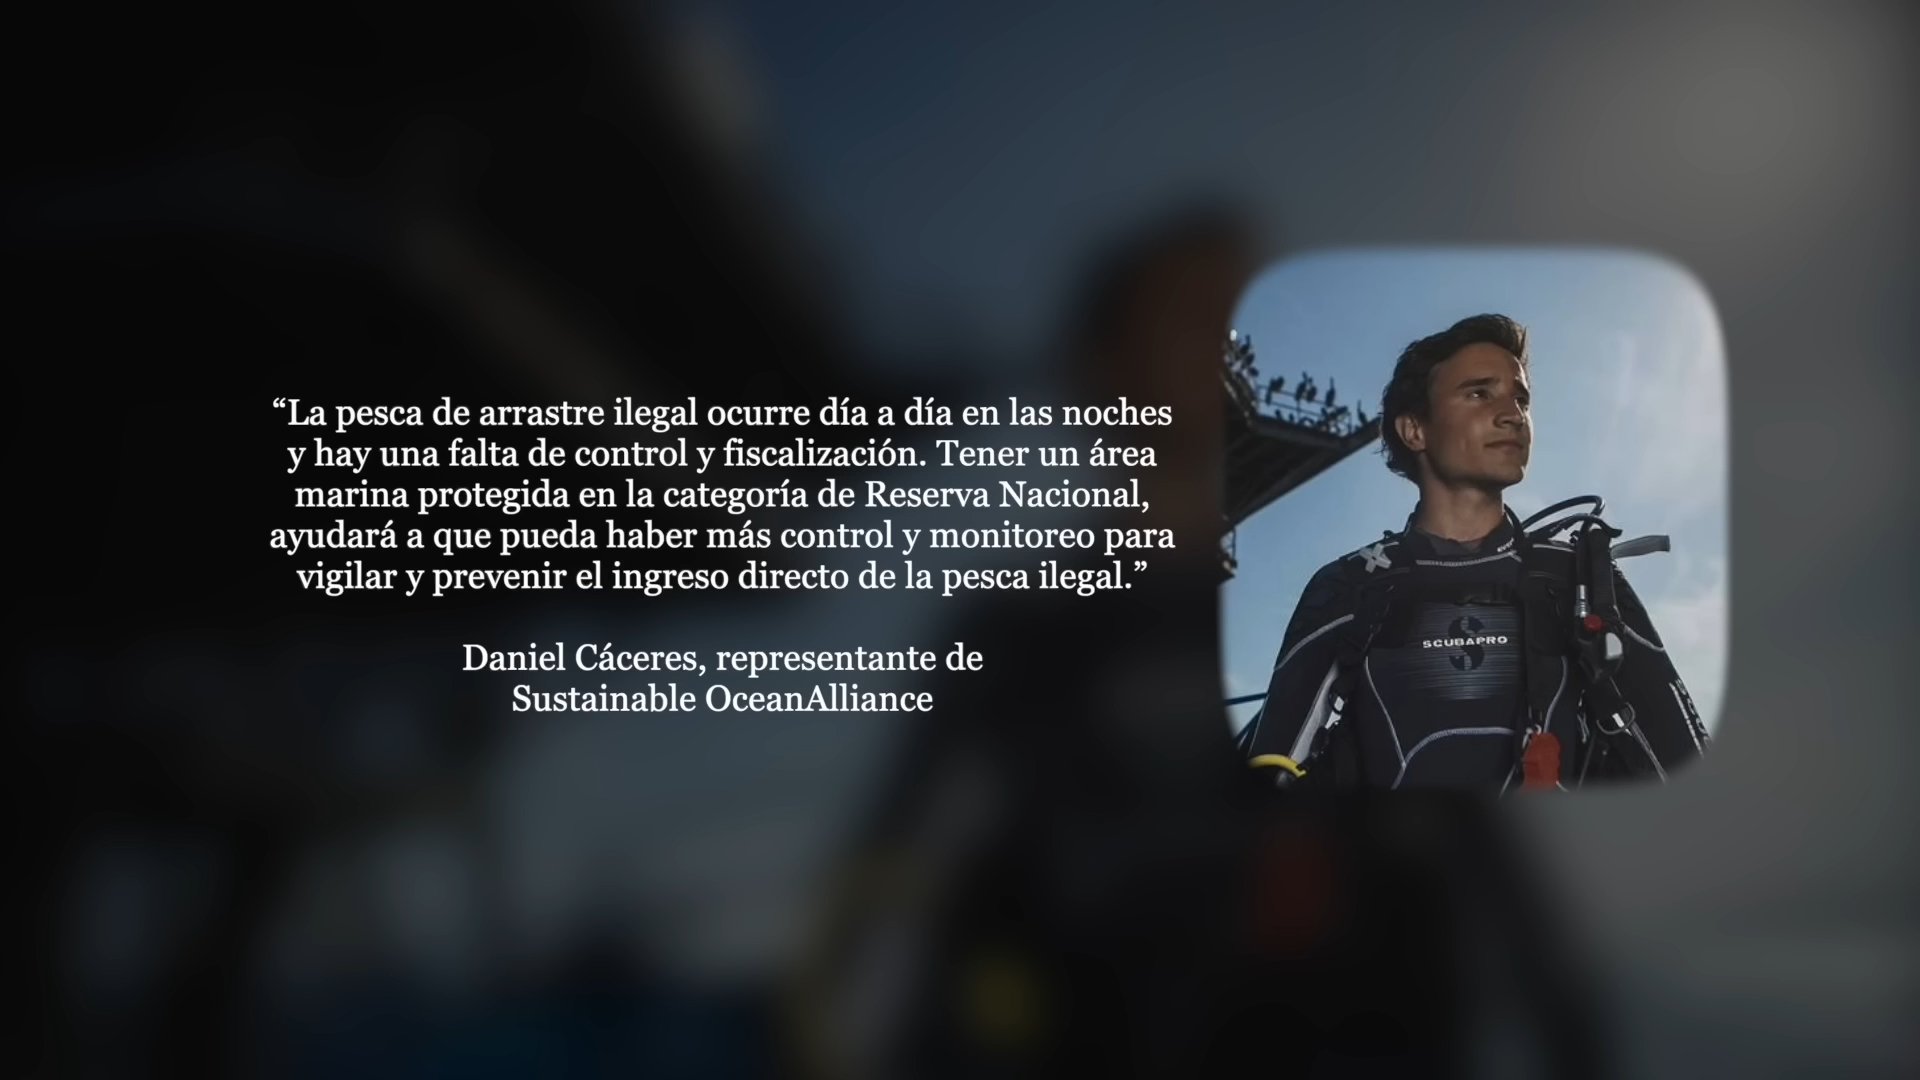 “La pesca de arrastre ilegal ocurre día a día en las noches
y hay una falta de control y fiscalización. Tener un área
marina protegida en la categoría de Reserva Nacional,
ayudará a que pueda haber más control y monitoreo para
vigilar y prevenir el ingreso directo de la pesca ilegal.”
Daniel Cáceres, representante de
Sustainable OceanAlliance
SCUBAPRO